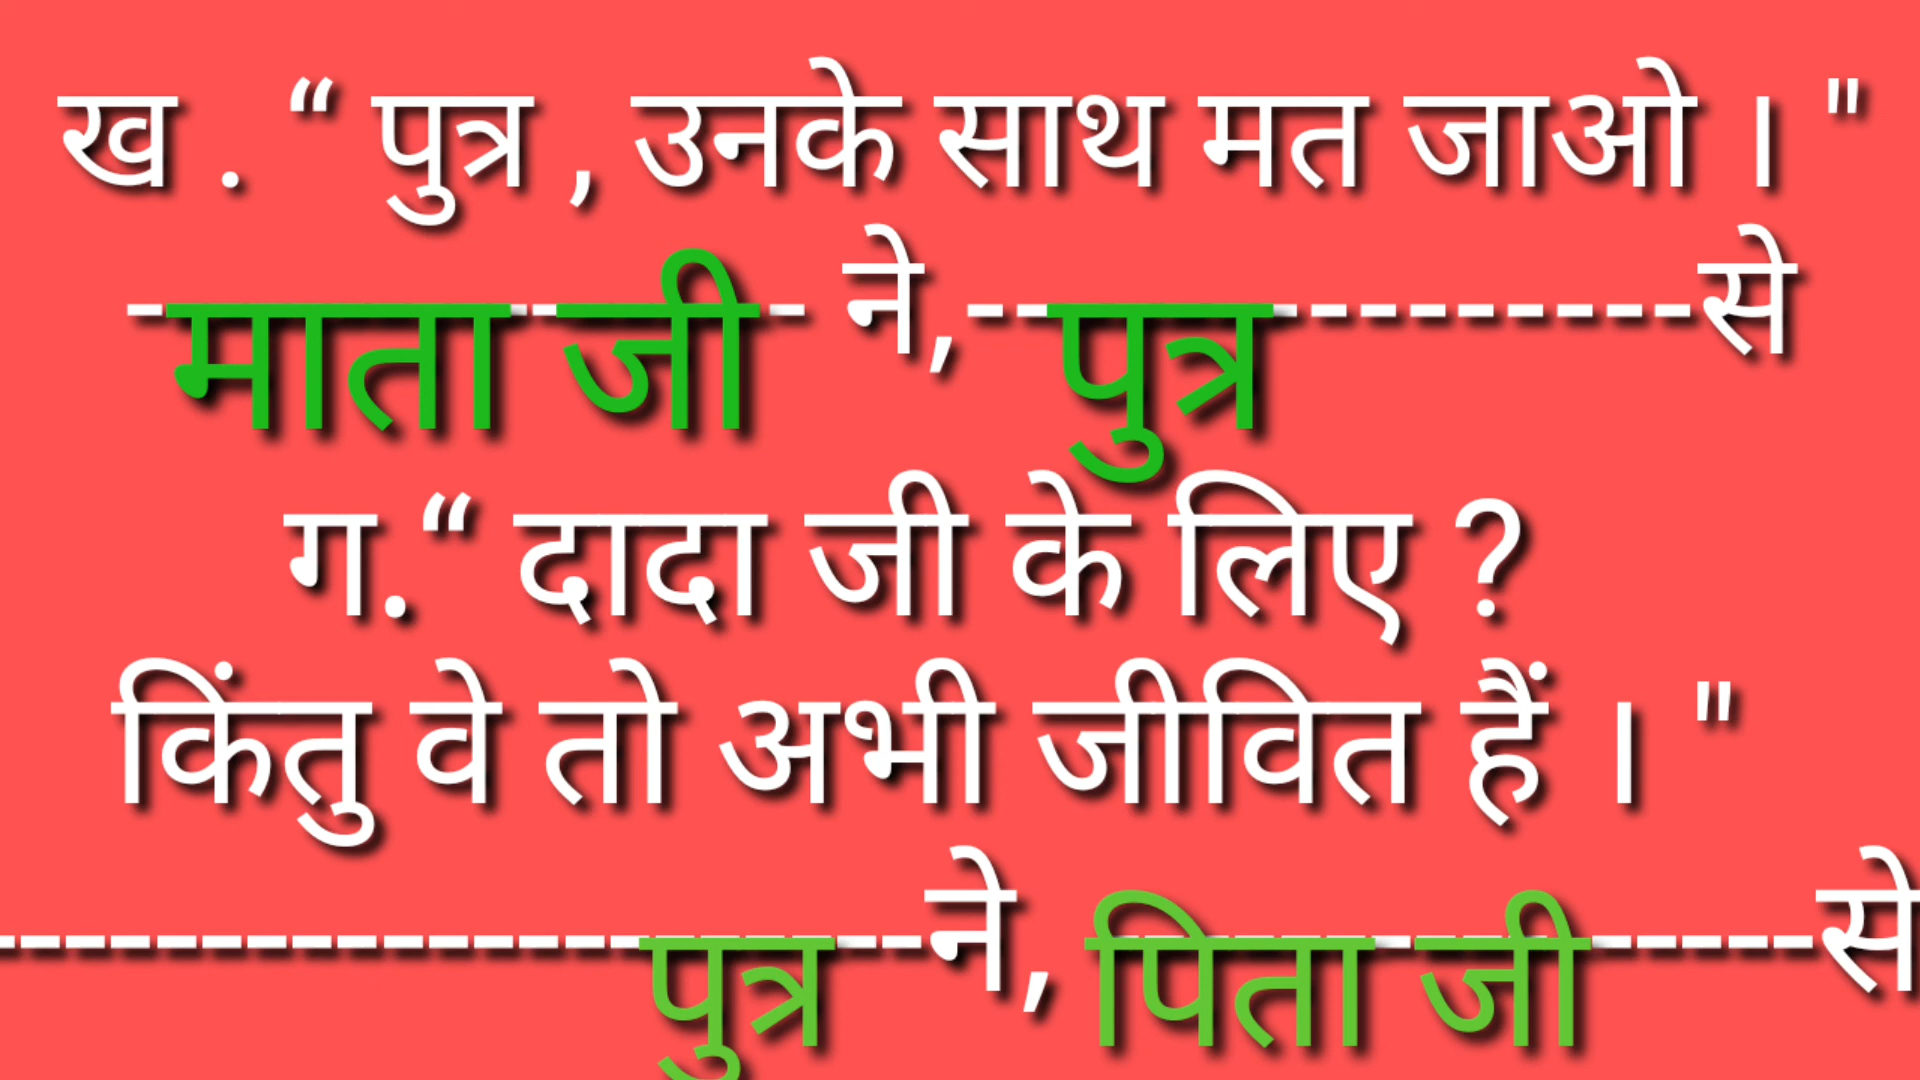 ख . “ पुत्र , उनके साथ मत जाओ । "
-माता जी- ने, --पुत्र---------से
ग.“ दादा जी के लिए ?
किंतु वे तो अभी जीवित हैं । "
--------------पुत्र--ने, पिता जी-----से